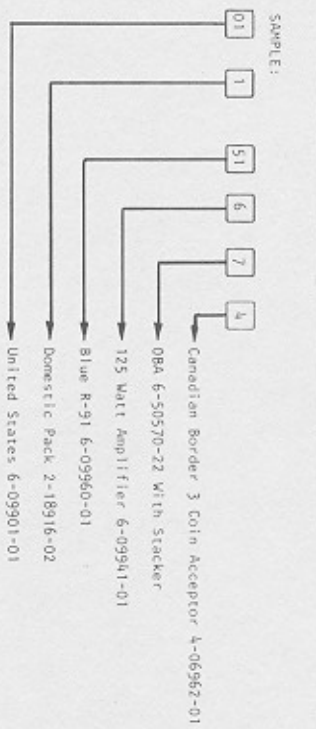 SAMPLE:
01 1 51 6 7 4
Canadian Border 3 Coin Acceptor 4-06962-01
OBA 6-50570-22 With Stacker
125 Watt Amplifier 6-09941-01
Blue R-91 6-09960-01
Domestic Pack 2-18916-02
United States 6-09901-01